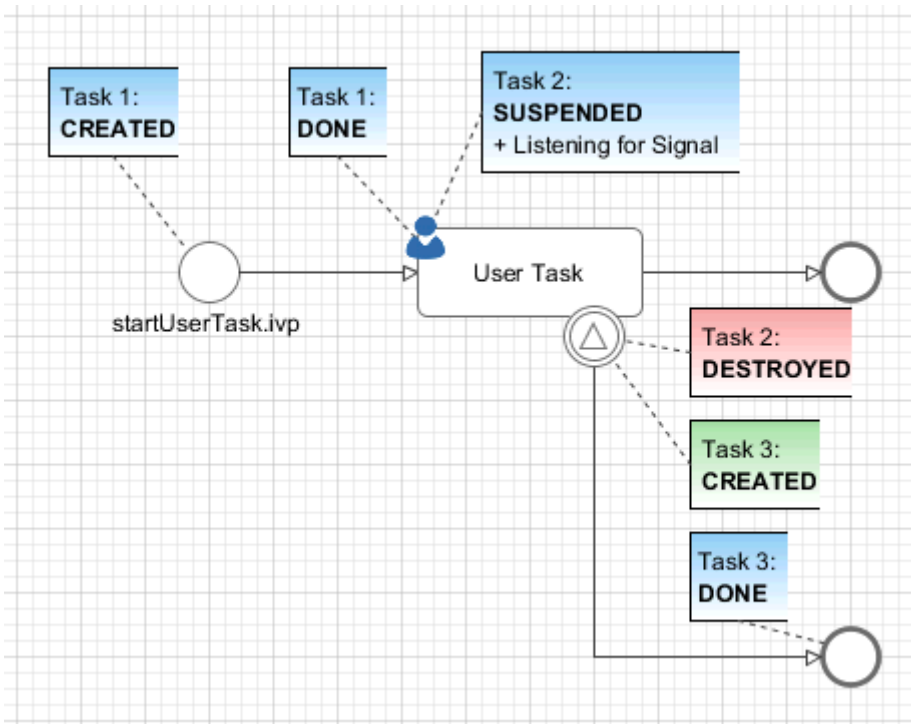 Task 1:
CREATED
Task 1:
DONE
Task 2:
SUSPENDED
+ Listening for Signal
User Task
startUserTask.ivp
Task 2:
DESTROYED
Task 3:
CREATED
Task 3:
DONE